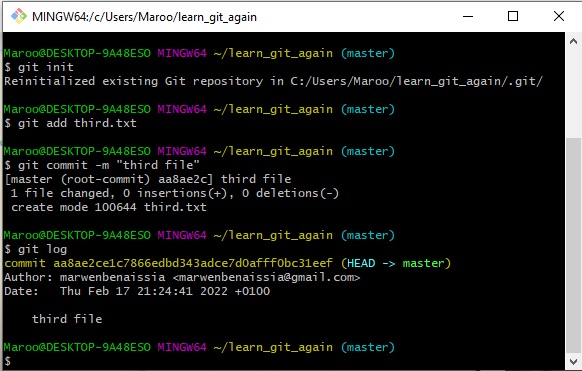 MINGW64:/c/Users/Maroo/learn_git_again
Maroo@DESKTOP-9A48ESO MINGW64 ~/learn_git_again (master)
$ git init
Reinitialized existing Git repository in C:/Users/Maroo/learn_git_again/.git/
Maroo@DESKTOP-9A48ESO MINGW64 ~/learn_git_again (master)
$ git add third.txt
Maroo@DESKTOP-9A48ESO MINGW64 ~/learn_git_again (master)
$ git commit -m "third file"
[master (root-commit) aa8ae2c] third file
1 file changed, 0 insertions(+), 0 deletions(-)
create mode 100644 third.txt
Maroo@DESKTOP-9A48ESO MINGW64 ~/learn_git_again (master)
$ git log
commit aa8ae2ce1c7866edbd343adce7d0afff0bc31eef (HEAD -> master)
Author: marwenbenaissia <marwenbenaissia@gmail.com>
Date:   Thu Feb 17 21:24:41 2022 +0100
third file
Maroo@DESKTOP-9A48ESO MINGW64 ~/learn_git_again (master)
$